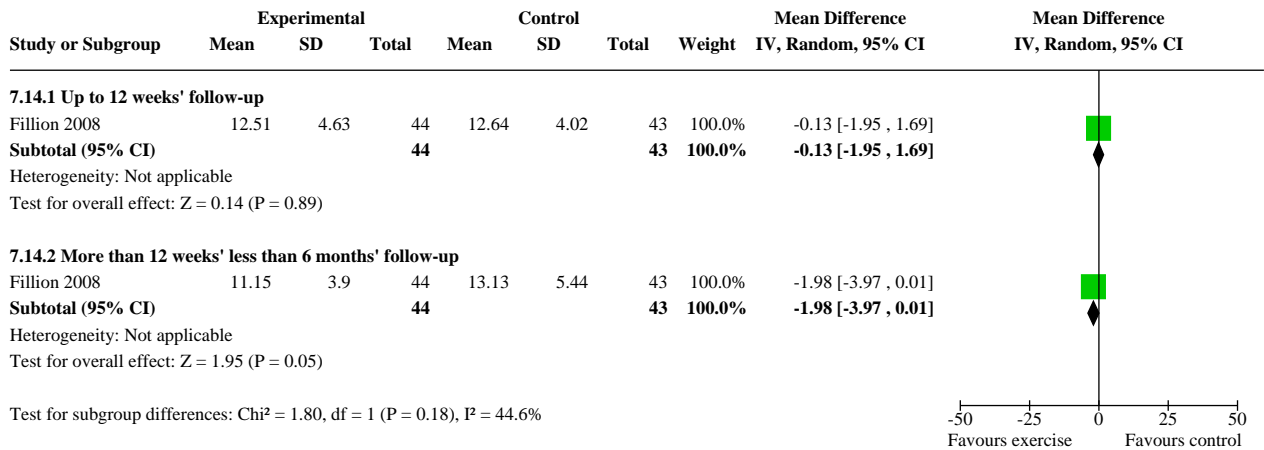 Experimental Control Mean Difference Mean Difference
Study or Subgroup Mean SD Total Mean SD Total Weight IV, Random, 95% CI IV, Random, 95% CI
7.14.1 Up to 12 weeks' follow-up
Fillion 2008 12.51 4.63 44 12.64 4.02 43 100.0% -0.13 [-1.95 , 1.69]
Subtotal (95% CI) 44 43 100.0% -0.13 [-1.95 , 1.69]
Heterogeneity: Not applicable
Test for overall effect: Z = 0.14 (P = 0.89)
7.14.2 More than 12 weeks' less than 6 months' follow-up
Fillion 2008 11.15 3.9 44 13.13 5.44 43 100.0% -1.98 [-3.97 , 0.01]
Subtotal (95% CI) 44 43 100.0% -1.98 [-3.97 , 0.01]
Heterogeneity: Not applicable
Test for overall effect: Z = 1.95 (P = 0.05)
Test for subgroup differences: Chi² = 1.80, df = 1 (P = 0.18), I² = 44.6%
-50 -25 0 25 50
Favours exercise Favours control